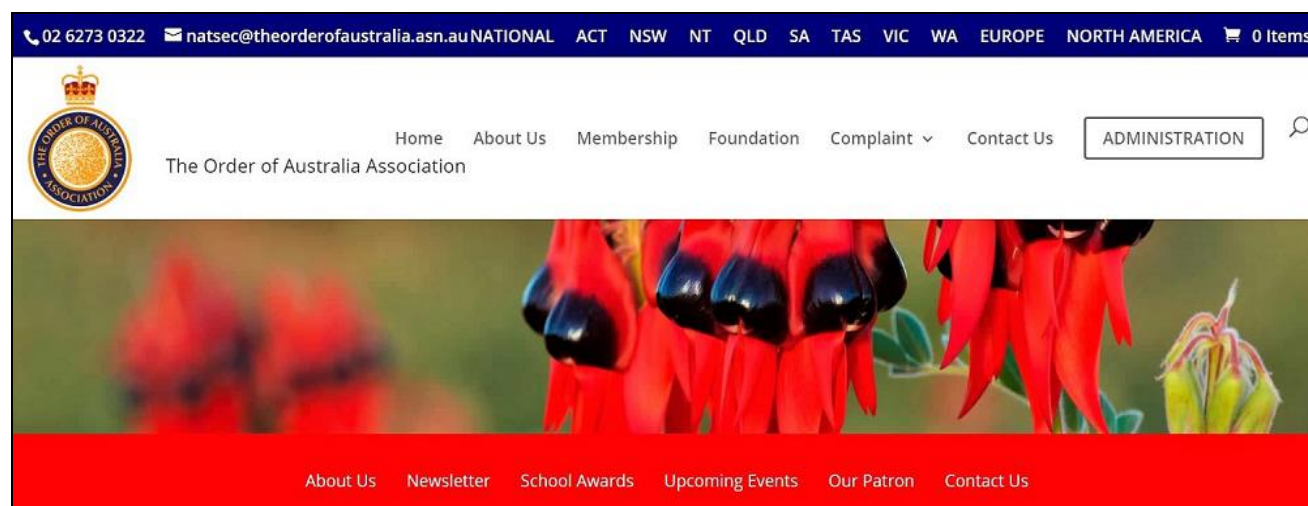 02 6273 0322 natsec@theorderofaustralia.asn.au NATIONAL ACT NSW NT QLD SA TAS VIC WA EUROPE NORTH AMERICA 0 Items
THE ORDER OF AUSTRALIA
ASSOCIATION
Home About Us Membership Foundation Complaint Contact Us ADMINISTRATION
The Order of Australia Association
About Us Newsletter School Awards Upcoming Events Our Patron Contact Us